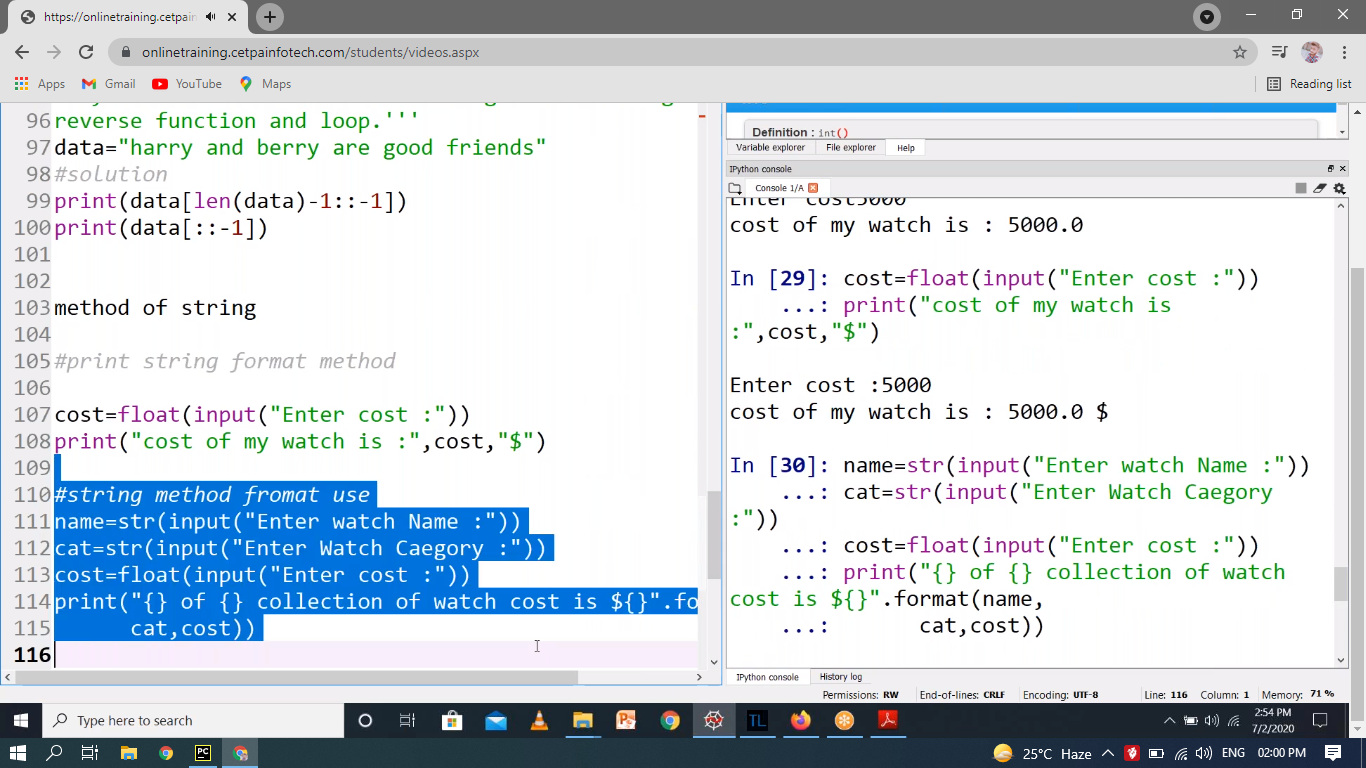 https://onlinetraining.cetpain
onlinetraining.cetpainfotech.com/students/videos.aspx
Apps Gmail YouTube Maps Reading list
96 reverse function and loop.'''
97 data="harry and berry are good friends"
98 #solution
99 print(data[len(data)-1::-1])
100 print(data[::-1])
101
102
103 method of string
104
105 #print string format method
106
107 cost=float(input("Enter cost :"))
108 print("cost of my watch is :",cost,"$")
109
110 #string method fromat use
111 name=str(input("Enter watch Name :"))
112 cat=str(input("Enter Watch Caegory :"))
113 cost=float(input("Enter cost :"))
114 print("{} of {} collection of watch cost is ${}".fo
115 cat,cost))
116
Definition : int()
Variable explorer File explorer Help
IPython console
Console 1/A
Enter cost5000
cost of my watch is : 5000.0
In [29]: cost=float(input("Enter cost :"))
...: print("cost of my watch is
:",cost,"$")
Enter cost :5000
cost of my watch is : 5000.0 $
In [30]: name=str(input("Enter watch Name :"))
...: cat=str(input("Enter Watch Caegory
:"))
...: cost=float(input("Enter cost :"))
...: print("{} of {} collection of watch
cost is ${}".format(name,
...: cat,cost))
IPython console History log
Permissions: RW End-of-lines: CRLF Encoding: UTF-8 Line: 116 Column: 1 Memory: 71 %
Type here to search
TL
2:54 PM
7/2/2020
PC
25°C Haze
ENG 02:00 PM